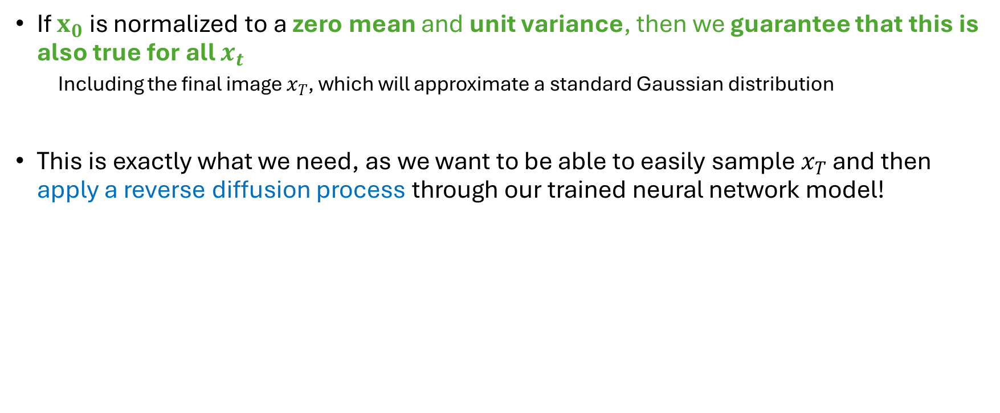 • If x₀ is normalized to a zero mean and unit variance, then we guarantee that this is
also true for all xₜ
Including the final image x_T, which will approximate a standard Gaussian distribution
• This is exactly what we need, as we want to be able to easily sample x_T and then
apply a reverse diffusion process through our trained neural network model!